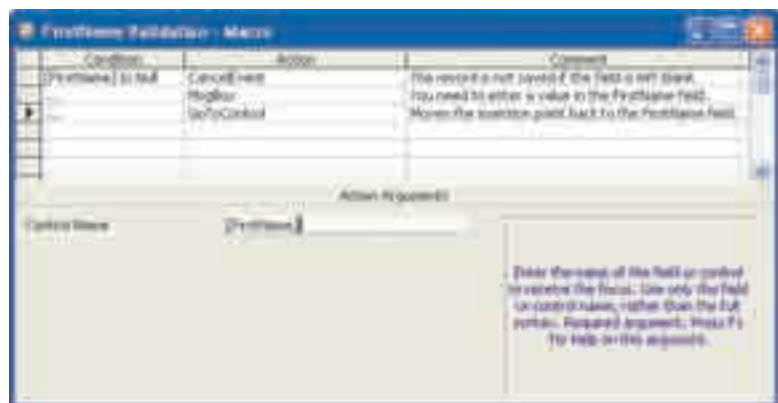 FirstName Validation : Macro
Condition Action Comment
[FirstName] Is Null CancelEvent The record is not saved if the field is left blank.
... MsgBox You need to enter a value in the FirstName field.
... GoToControl Moves the insertion point back to the FirstName field.
Action Arguments
Control Name [FirstName]
Enter the name of the field or control
to receive the focus. Use only the field
or control name, rather than the full
syntax. Required argument. Press F1
for help on this argument.